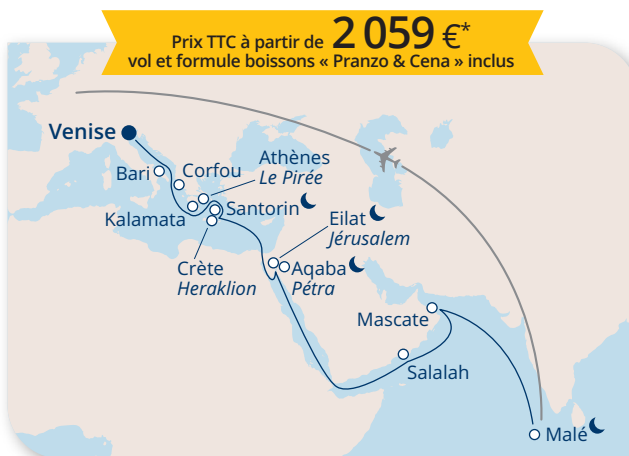 Prix TTC à partir de 2 059 €*
vol et formule boissons « Pranzo & Cena » inclus
Venise
Bari
Corfou
Athènes
Le Pirée
Kalamata
Santorin
Crète
Heraklion
Eilat
Jérusalem
Aqaba
Pétra
Mascate
Salalah
Malé